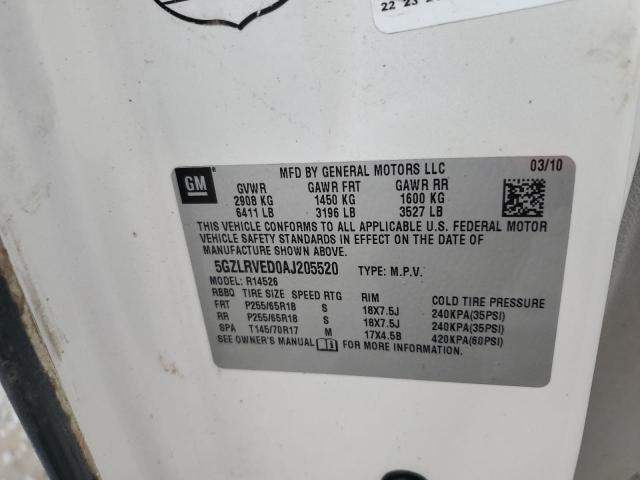 22 23 2
GM
MFD BY GENERAL MOTORS LLC 03/10
GVWR GAWR FRT GAWR RR
2908 KG 1450 KG 1600 KG
6411 LB 3196 LB 3527 LB
THIS VEHICLE CONFORMS TO ALL APPLICABLE U.S. FEDERAL MOTOR
VEHICLE SAFETY STANDARDS IN EFFECT ON THE DATE OF
MANUFACTURE SHOWN ABOVE.
5GZLRVED0AJ205520 TYPE: M.P.V.
MODEL: R14526
RBBQ TIRE SIZE SPEED RTG RIM COLD TIRE PRESSURE
FRT P255/65R18 S 18X7.5J 240KPA(35PSI)
RR P255/65R18 S 18X7.5J 240KPA(35PSI)
SPA T145/70R17 M 17X4.5B 420KPA(60PSI)
SEE OWNER'S MANUAL FOR MORE INFORMATION.